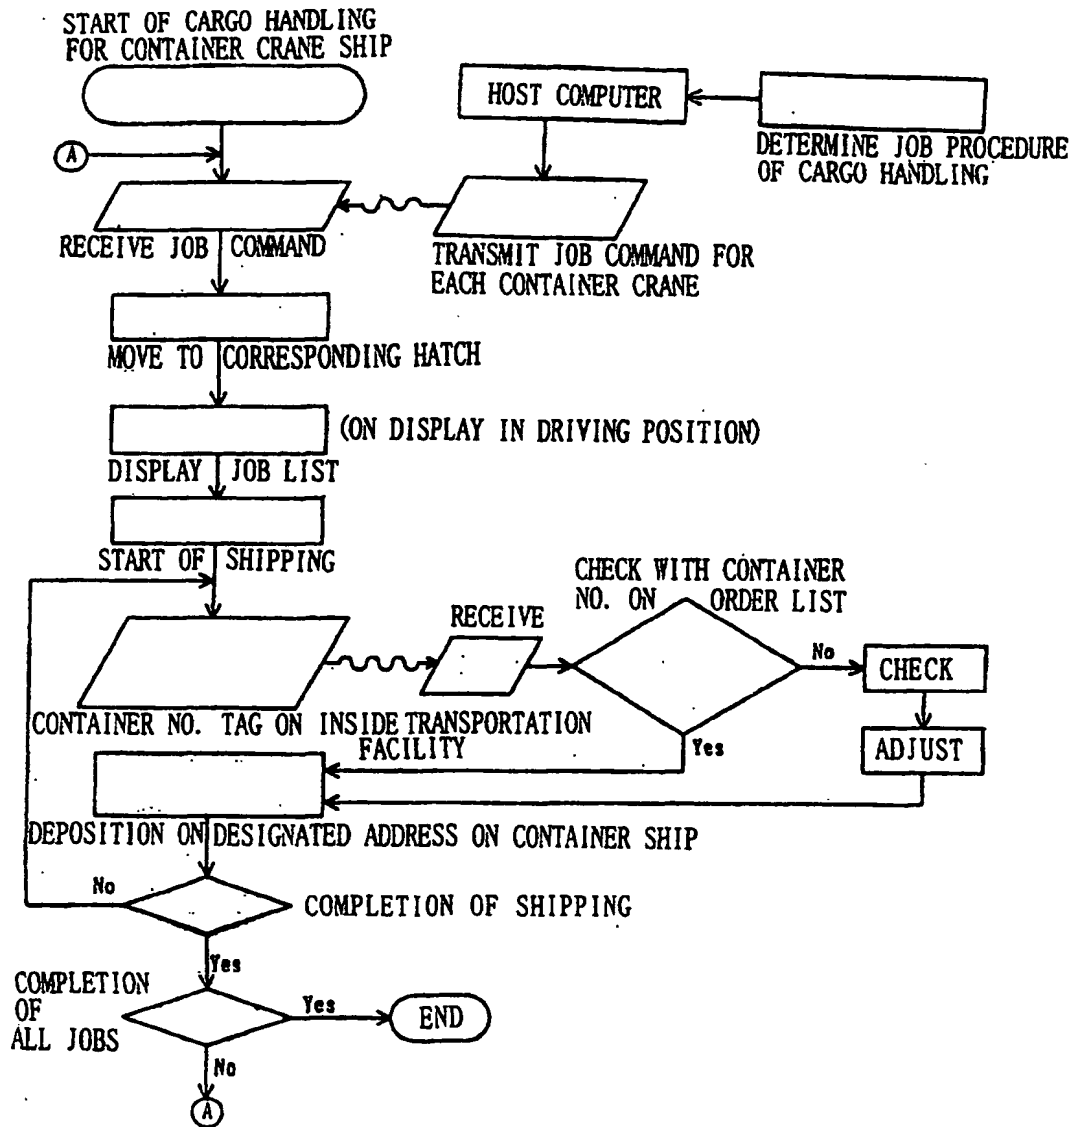 START OF CARGO HANDLING
FOR CONTAINER CRANE SHIP
HOST COMPUTER
DETERMINE JOB PROCEDURE
OF CARGO HANDLING
A
RECEIVE JOB COMMAND
TRANSMIT JOB COMMAND FOR
EACH CONTAINER CRANE
MOVE TO CORRESPONDING HATCH
(ON DISPLAY IN DRIVING POSITION)
DISPLAY JOB LIST
START OF SHIPPING
CHECK WITH CONTAINER
NO. ON ORDER LIST
RECEIVE
No
CHECK
CONTAINER NO. TAG ON INSIDE TRANSPORTATION
FACILITY
Yes
ADJUST
DEPOSITION ON DESIGNATED ADDRESS ON CONTAINER SHIP
No
COMPLETION OF SHIPPING
Yes
COMPLETION
OF
ALL JOBS
Yes
END
No
A